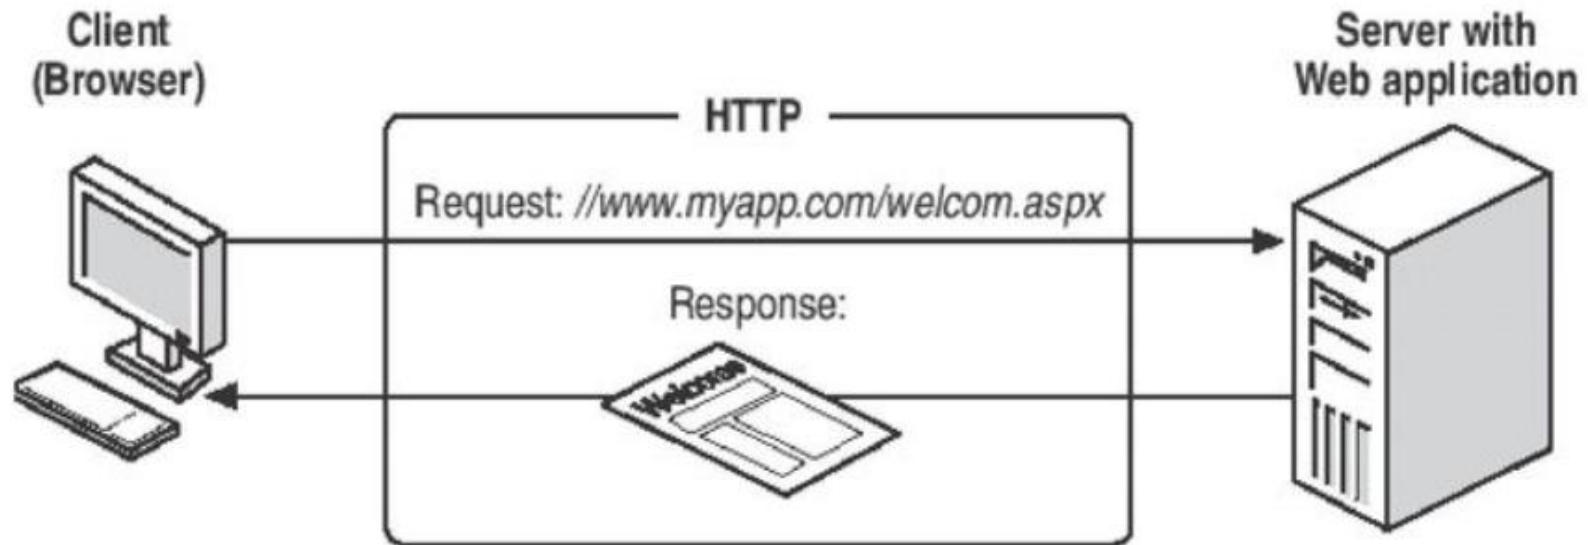 Client
(Browser)
Server with
Web application
HTTP
Request: //www.myapp.com/welcom.aspx
Response:
Welcome